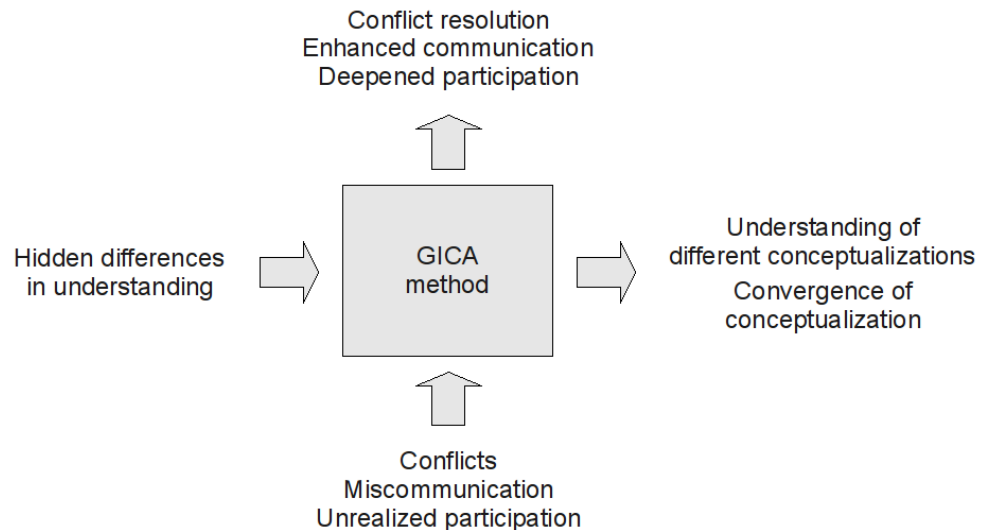 Conflict resolution
Enhanced communication
Deepened participation
Hidden differences
in understanding
GICA
method
Understanding of
different conceptualizations
Convergence of
conceptualization
Conflicts
Miscommunication
Unrealized participation